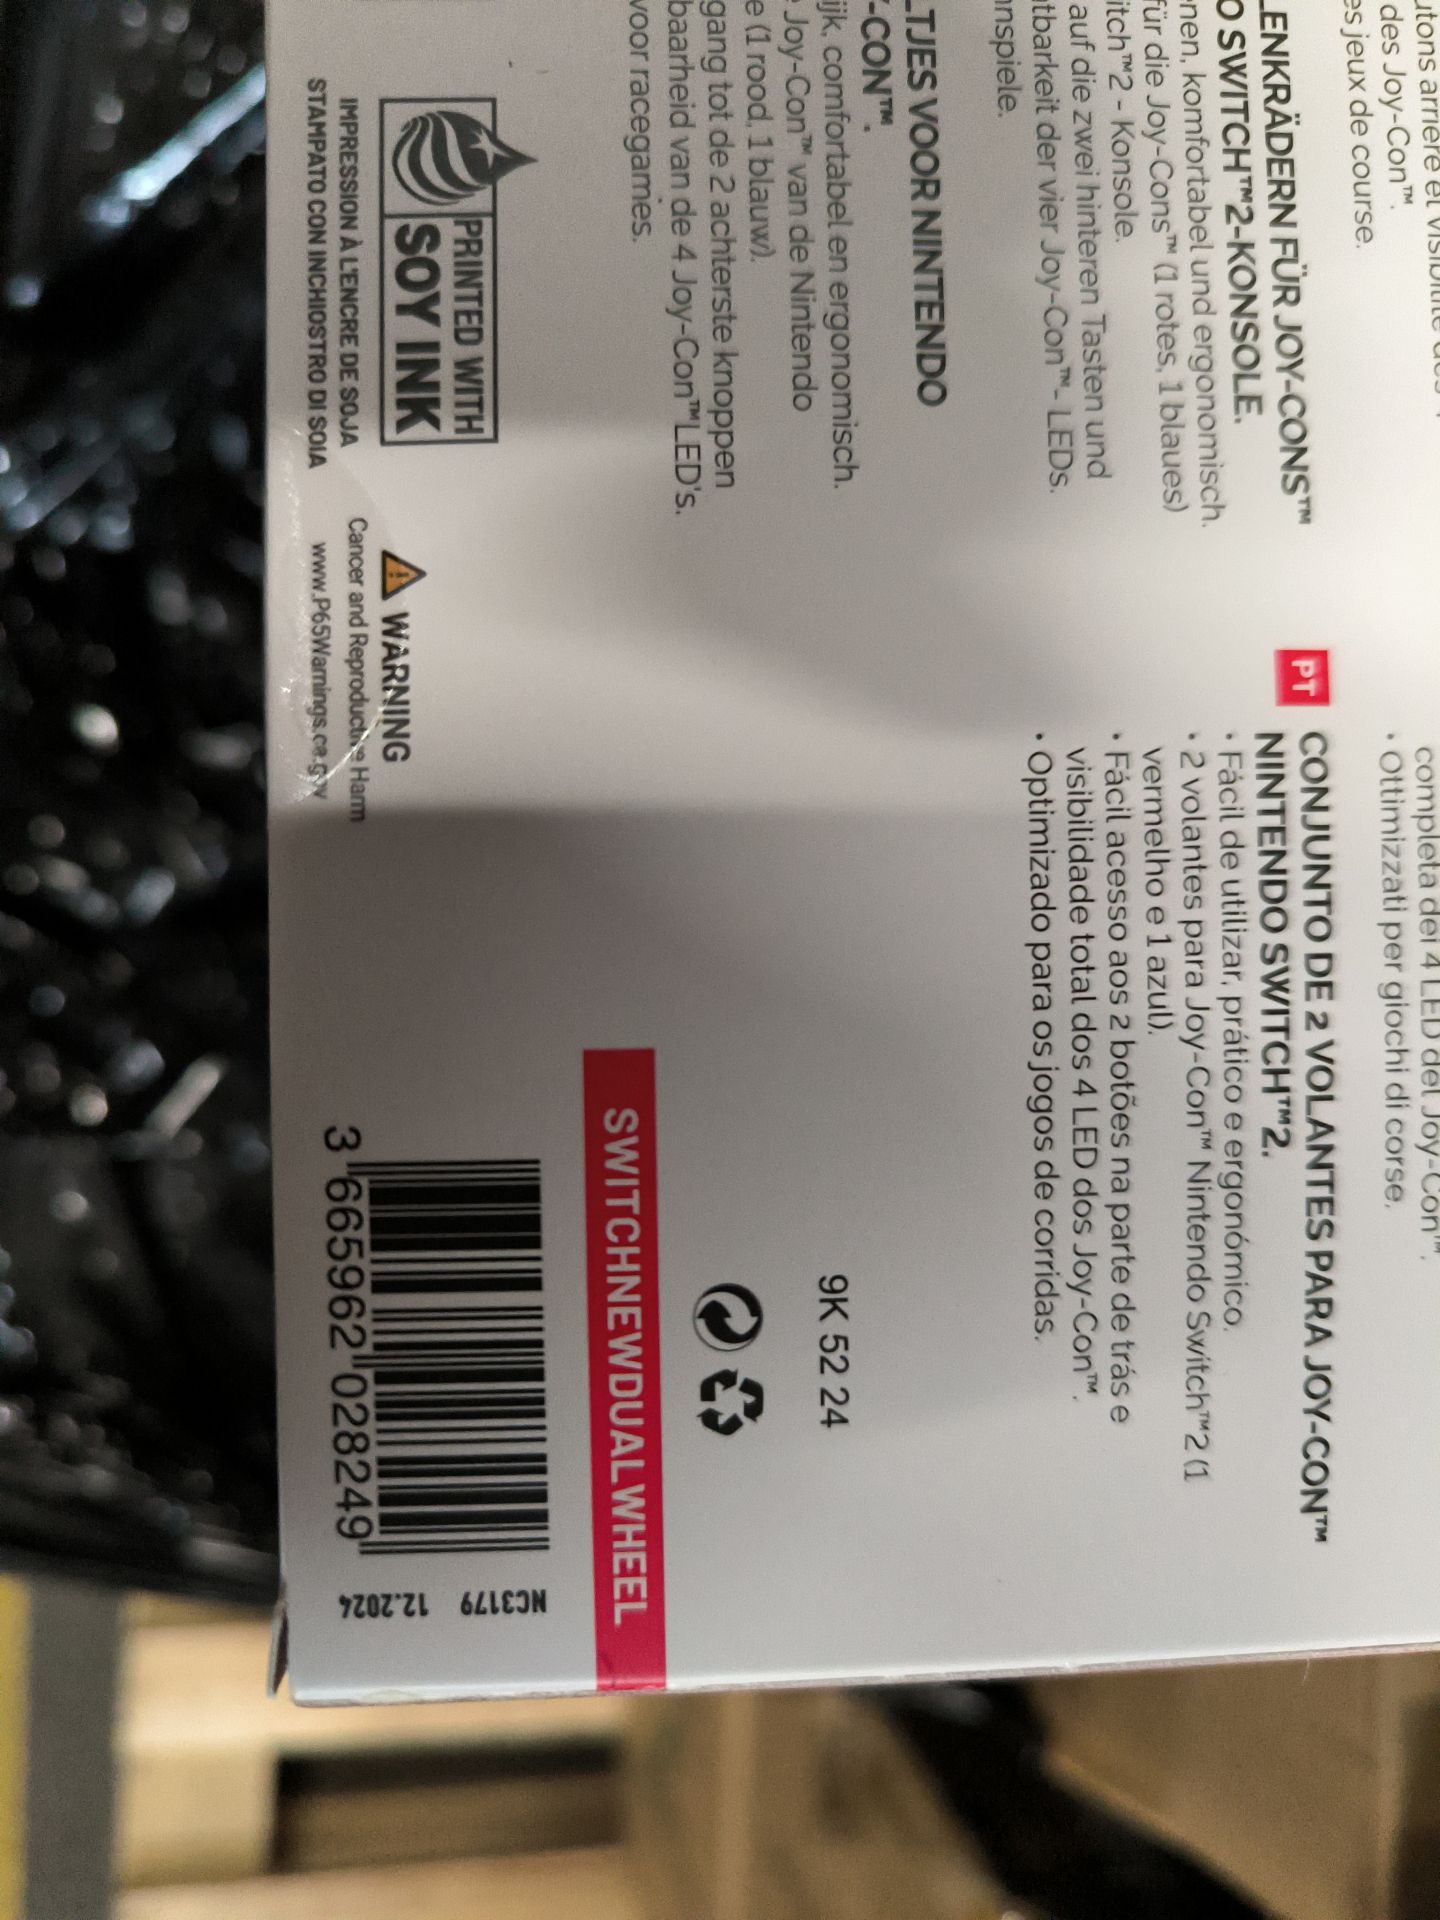 utons arrière et
des Joy-Con™.
es jeux de course.
LENKRÄDERN FÜR JOY-CONS™
O SWITCH™2-KONSOLE.
nen, komfortabel und ergonomisch.
für die Joy-Cons™ (1 rotes, 1 blaues)
itch™2 - Konsole.
auf die zwei hinteren Tasten und
tbarkeit der vier Joy-Con™- LEDs.
nspiele.
LTJES VOOR NINTENDO
Y-CON™.
ijk, comfortabel en ergonomisch.
Joy-Con™ van de Nintendo
e (1 rood, 1 blauw).
gang tot de 2 achterste knoppen
baarheid van de 4 Joy-Con™LED's.
voor racegames.
completa dei 4 LED dei Joy-Con™.
• Ottimizzati per giochi di corse.
PT
CONJUNTO DE 2 VOLANTES PARA JOY-CON™
NINTENDO SWITCH™2.
• Fácil de utilizar, prático e ergonómico.
• 2 volantes para Joy-Con™ Nintendo Switch™2 (1
vermelho e 1 azul).
• Fácil acesso aos 2 botões na parte de trás e
visibilidade total dos 4 LED dos Joy-Con™.
• Optimizado para os jogos de corridas.
PRINTED WITH
SOY INK
IMPRESSION À L'ENCRE DE SOJA
STAMPATO CON INCHIOSTRO DI SOIA
WARNING
Cancer and Reproductive Harm
www.P65Warnings.ca.gov
9K 52 24
SWITCHNEWDUALWHEEL
3 665962 028249
NC3179
12.2024